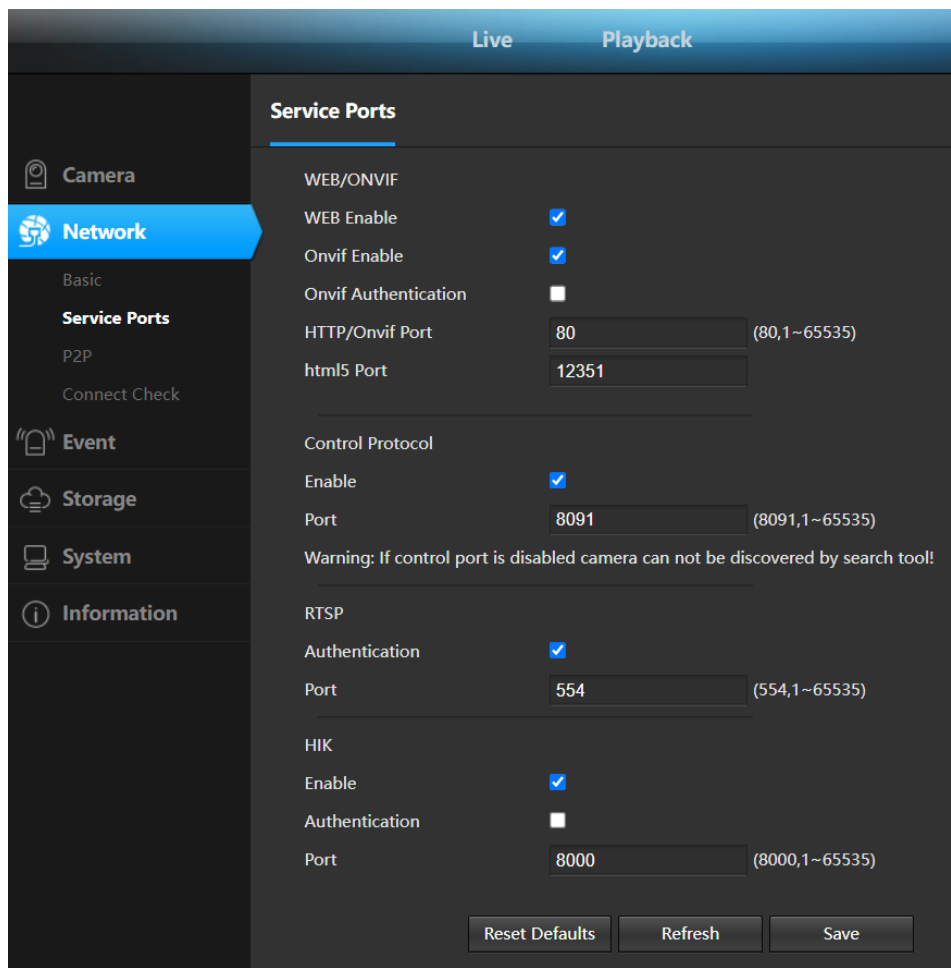 Live Playback
Service Ports
Camera
Network
Basic
Service Ports
P2P
Connect Check
Event
Storage
System
Information
WEB/ONVIF
WEB Enable
Onvif Enable
Onvif Authentication
HTTP/Onvif Port 80 (80,1~65535)
html5 Port 12351
Control Protocol
Enable
Port 8091 (8091,1~65535)
Warning: If control port is disabled camera can not be discovered by search tool!
RTSP
Authentication
Port 554 (554,1~65535)
HIK
Enable
Authentication
Port 8000 (8000,1~65535)
Reset Defaults Refresh Save